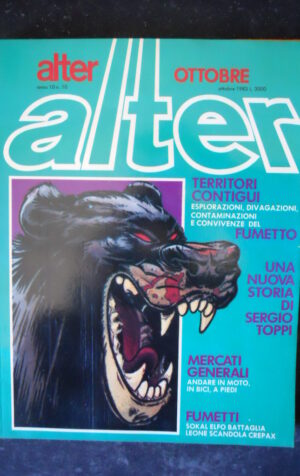 alter OTTOBRE
anno 10 n. 10 ottobre 1983 L. 3000
alter
TERRITORI
CONTIGUI
ESPLORAZIONI, DIVAGAZIONI,
CONTAMINAZIONI
E CONVIVENZE DEL
FUMETTO
UNA
NUOVA
STORIA
DI
SERGIO
TOPPI
MERCATI
GENERALI
ANDARE IN MOTO,
IN BICI, A PIEDI
FUMETTI
SOKAL ELFO BATTAGLIA
LEONE SCANDOLA CREPAX